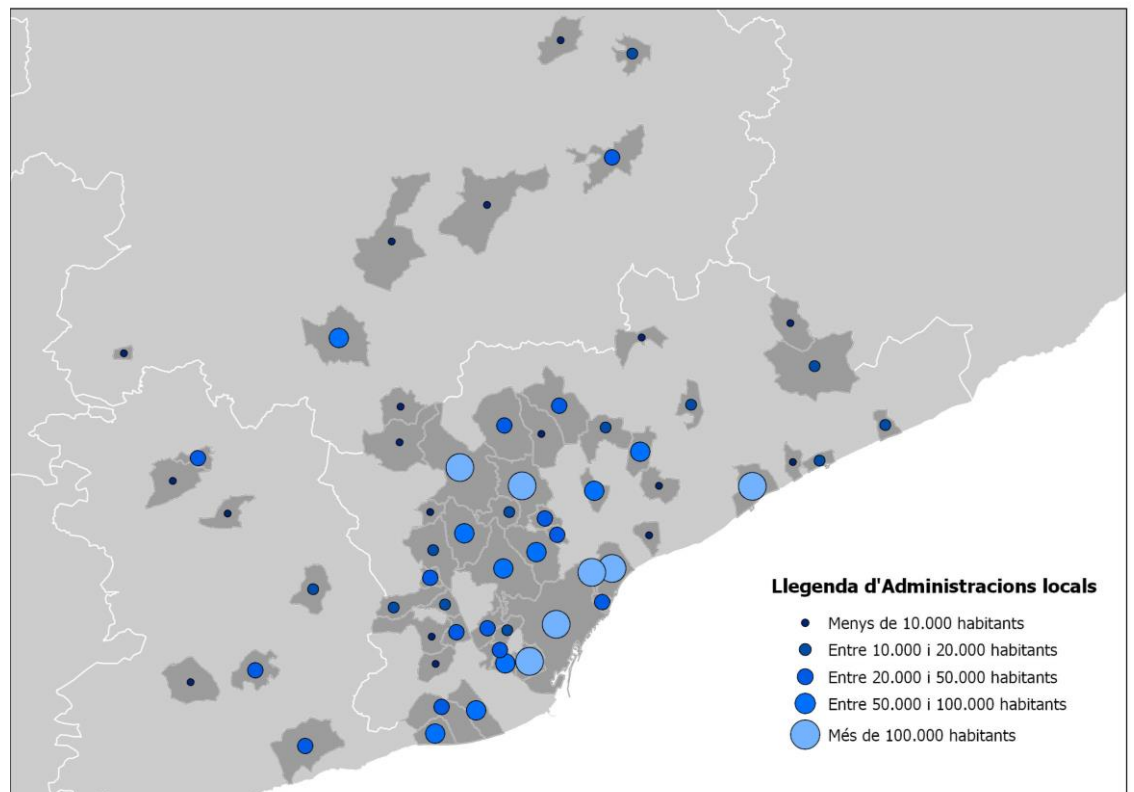 Llegenda d'Administracions locals
Menys de 10.000 habitants
Entre 10.000 i 20.000 habitants
Entre 20.000 i 50.000 habitants
Entre 50.000 i 100.000 habitants
Més de 100.000 habitants